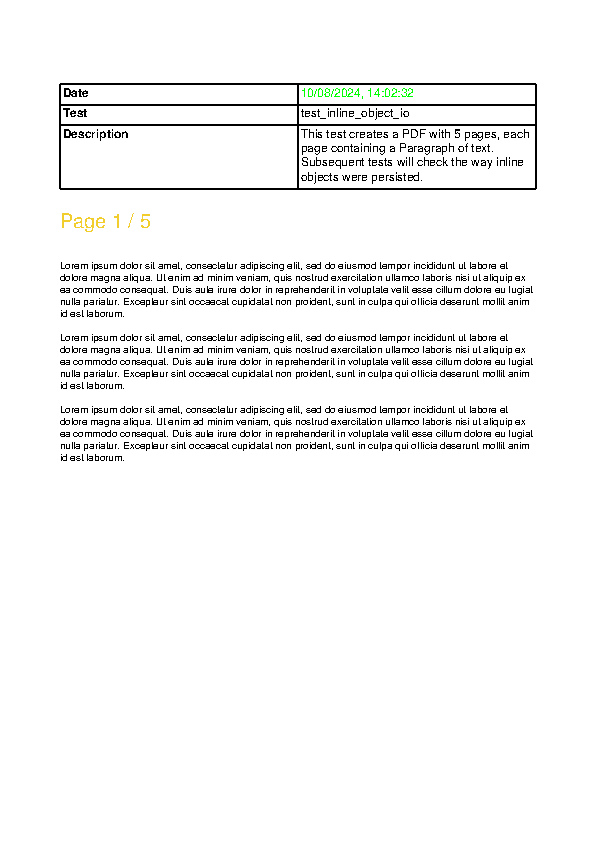 Date 10/08/2024, 14:02:32
Test test_inline_object_io
Description This test creates a PDF with 5 pages, each
page containing a Paragraph of text.
Subsequent tests will check the way inline
objects were persisted.
Page 1 / 5
Lorem ipsum dolor sit amet, consectetur adipiscing elit, sed do eiusmod tempor incididunt ut labore et
dolore magna aliqua. Ut enim ad minim veniam, quis nostrud exercitation ullamco laboris nisi ut aliquip ex
ea commodo consequat. Duis aute irure dolor in reprehenderit in voluptate velit esse cillum dolore eu fugiat
nulla pariatur. Excepteur sint occaecat cupidatat non proident, sunt in culpa qui officia deserunt mollit anim
id est laborum.
Lorem ipsum dolor sit amet, consectetur adipiscing elit, sed do eiusmod tempor incididunt ut labore et
dolore magna aliqua. Ut enim ad minim veniam, quis nostrud exercitation ullamco laboris nisi ut aliquip ex
ea commodo consequat. Duis aute irure dolor in reprehenderit in voluptate velit esse cillum dolore eu fugiat
nulla pariatur. Excepteur sint occaecat cupidatat non proident, sunt in culpa qui officia deserunt mollit anim
id est laborum.
Lorem ipsum dolor sit amet, consectetur adipiscing elit, sed do eiusmod tempor incididunt ut labore et
dolore magna aliqua. Ut enim ad minim veniam, quis nostrud exercitation ullamco laboris nisi ut aliquip ex
ea commodo consequat. Duis aute irure dolor in reprehenderit in voluptate velit esse cillum dolore eu fugiat
nulla pariatur. Excepteur sint occaecat cupidatat non proident, sunt in culpa qui officia deserunt mollit anim
id est laborum.